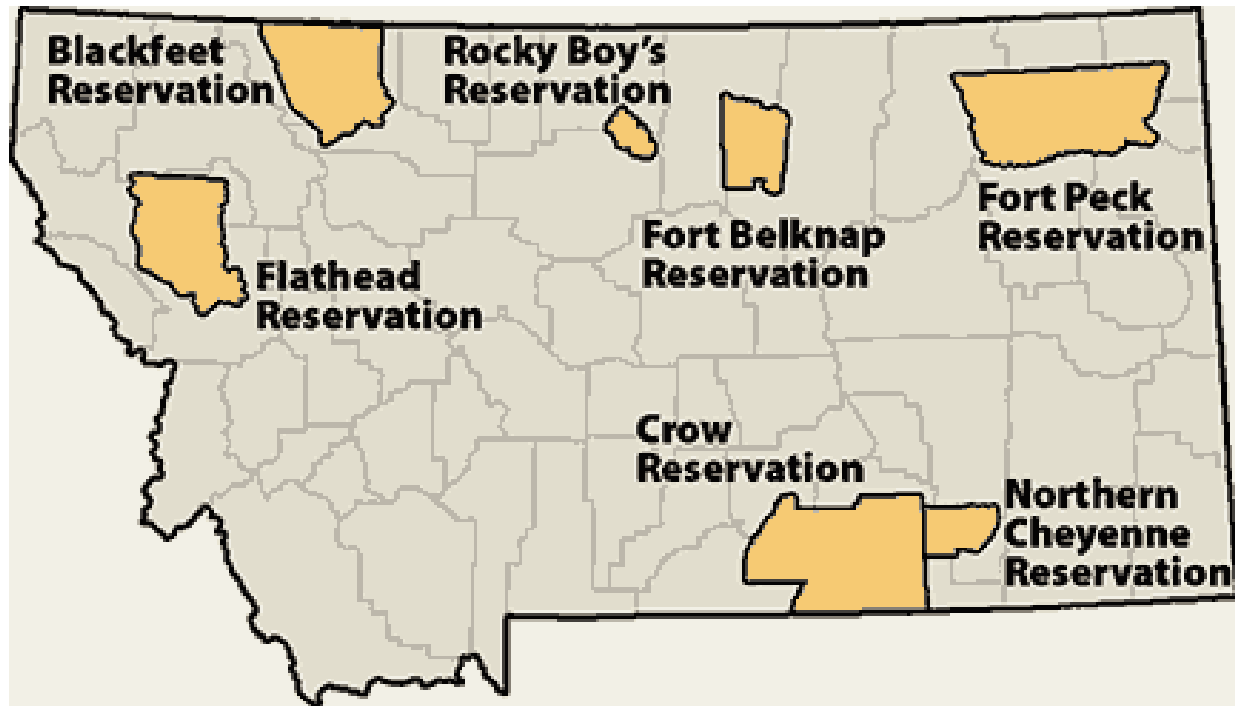 Blackfeet
Reservation
Rocky Boy's
Reservation
Fort Peck
Reservation
Fort Belknap
Reservation
Flathead
Reservation
Crow
Reservation
Northern
Cheyenne
Reservation